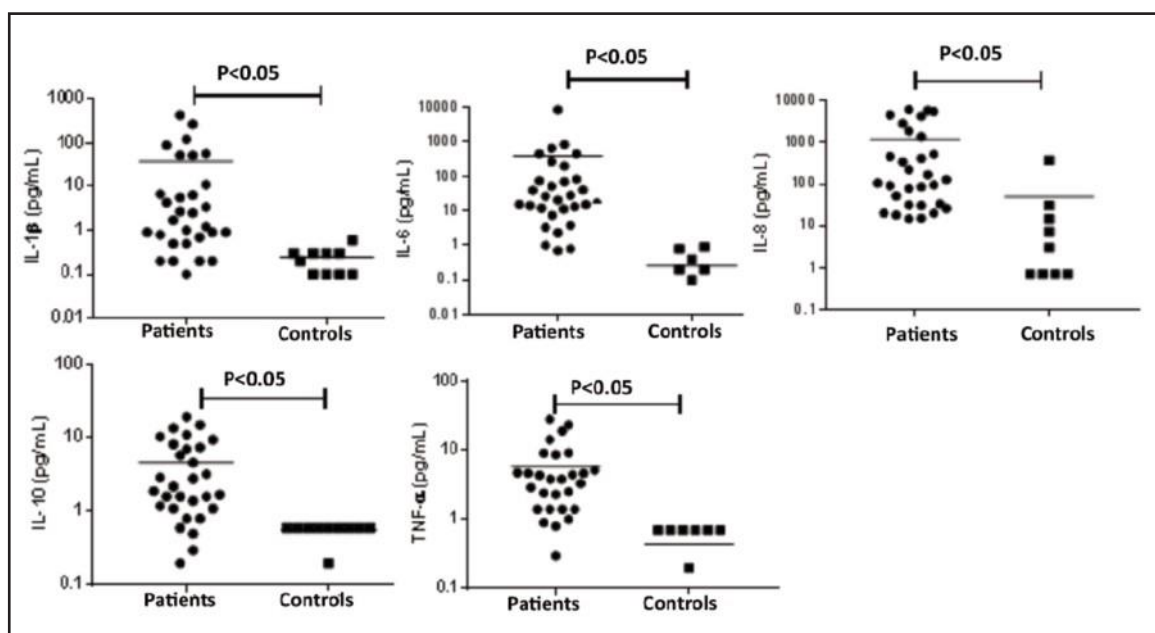 P<0.05
1000
100
10
1
0.1
0.01
IL-1β (pg/mL)
Patients
Controls
P<0.05
10000
1000
100
10
1
0.1
0.01
IL-6 (pg/mL)
Patients
Controls
P<0.05
10000
1000
100
10
1
0.1
IL-8 (pg/mL)
Patients
Controls
P<0.05
100
10
1
0.1
IL-10 (pg/mL)
Patients
Controls
P<0.05
100
10
1
0.1
TNF-α (pg/mL)
Patients
Controls